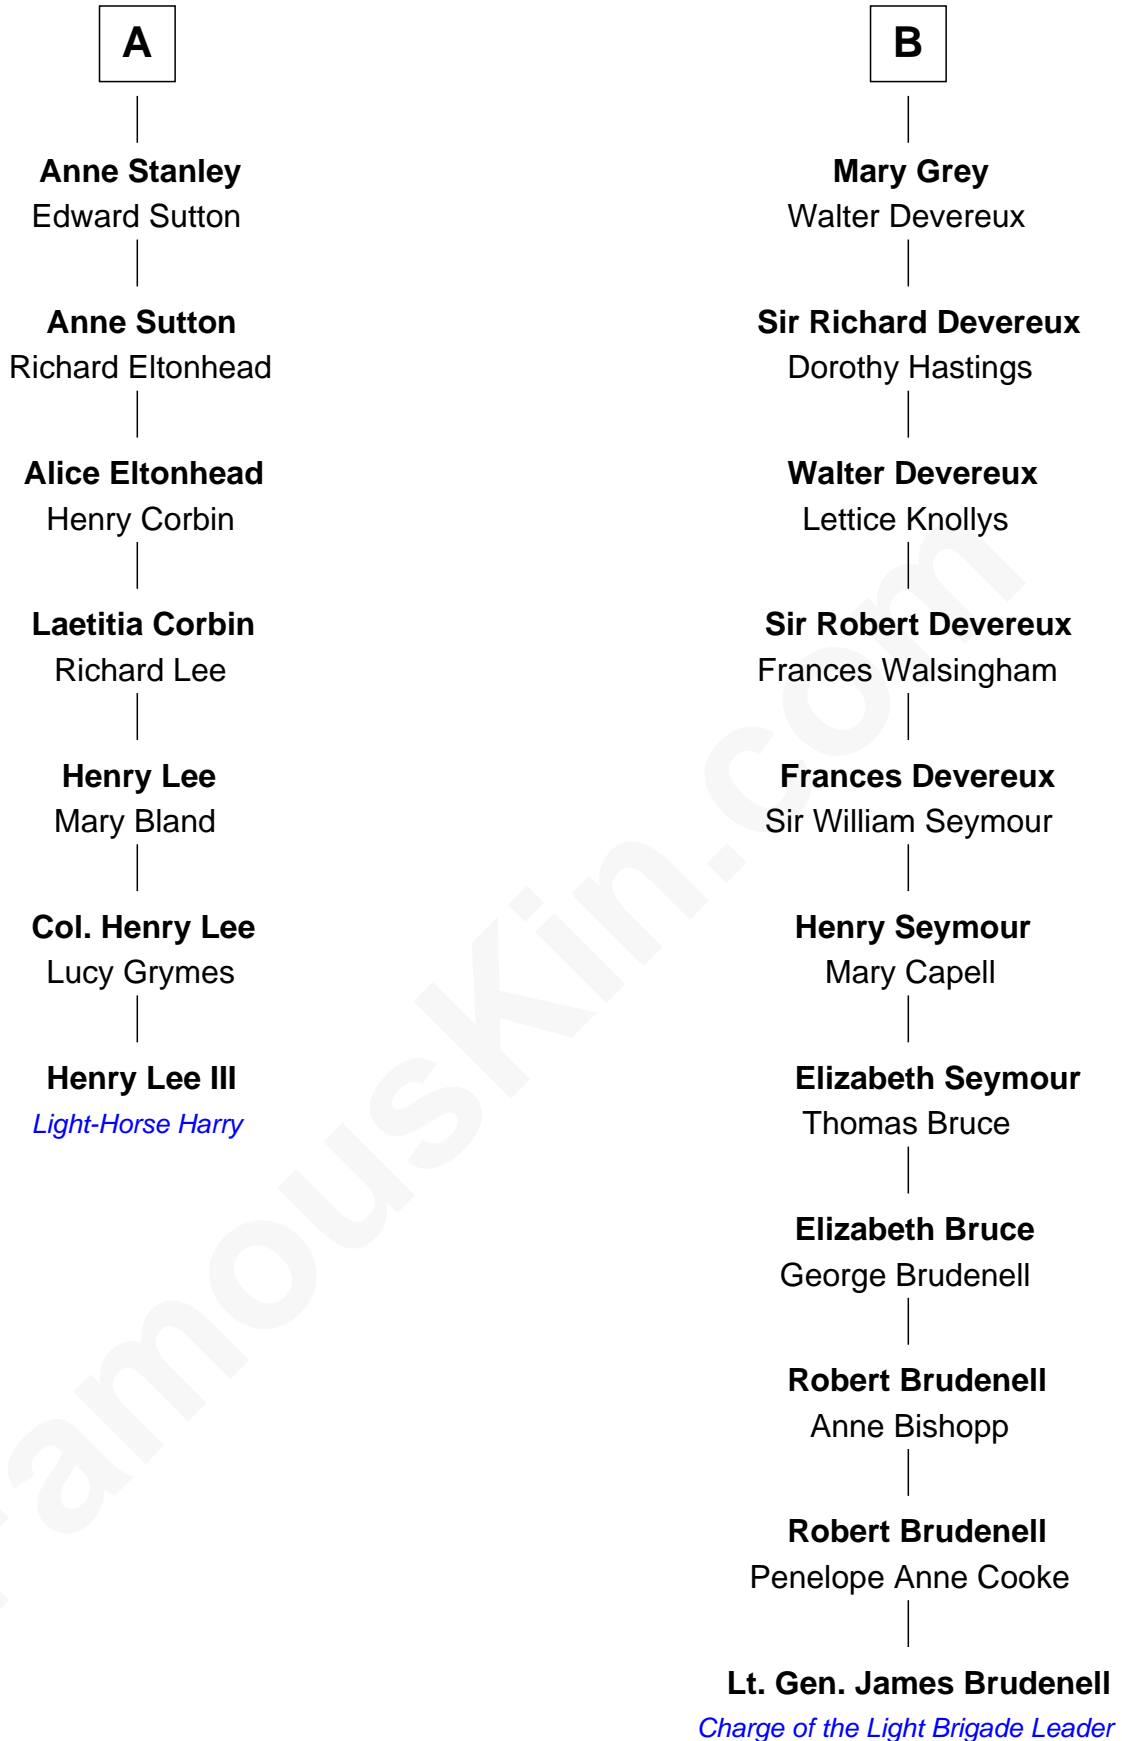 A
Anne Stanley
Edward Sutton
Anne Sutton
Richard Eltonhead
Alice Eltonhead
Henry Corbin
Laetitia Corbin
Richard Lee
Henry Lee
Mary Bland
Col. Henry Lee
Lucy Grymes
Henry Lee III
Light-Horse Harry
B
Mary Grey
Walter Devereux
Sir Richard Devereux
Dorothy Hastings
Walter Devereux
Lettice Knollys
Sir Robert Devereux
Frances Walsingham
Frances Devereux
Sir William Seymour
Henry Seymour
Mary Capell
Elizabeth Seymour
Thomas Bruce
Elizabeth Bruce
George Brudenell
Robert Brudenell
Anne Bishopp
Robert Brudenell
Penelope Anne Cooke
Lt. Gen. James Brudenell
Charge of the Light Brigade Leader
FamousKin.com